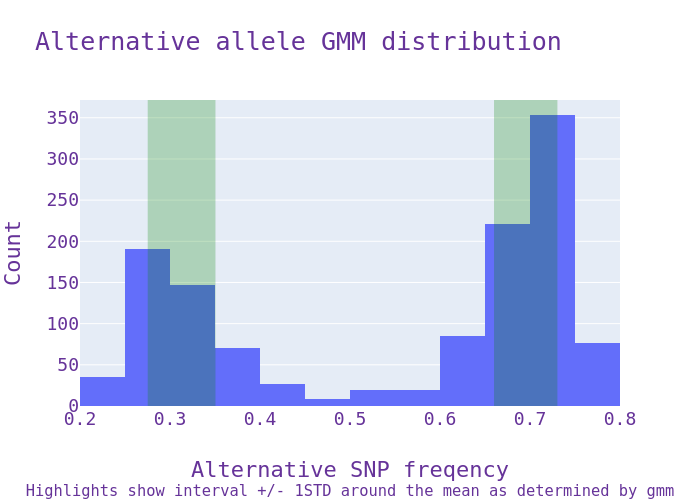 Alternative allele GMM distribution
350
300
250
200
150
100
50
0
Count
0.2 0.3 0.4 0.5 0.6 0.7 0.8
Alternative SNP freqency
Highlights show interval +/- 1STD around the mean as determined by gmm